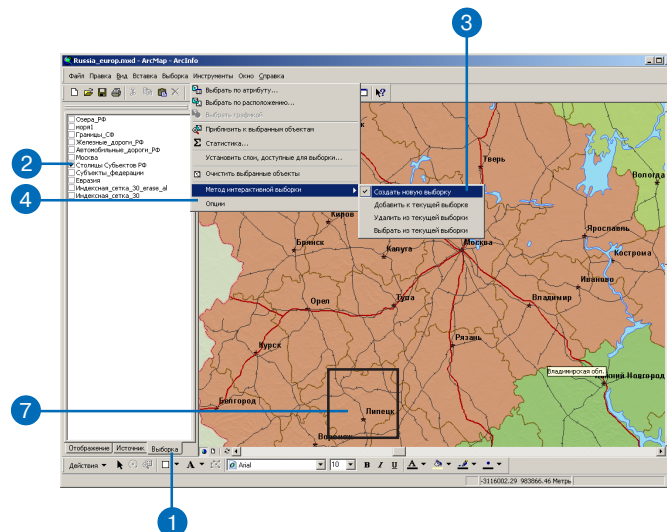 3
Russia_europ.mxd - ArcMap - ArcInfo
Файл Правка Вид Вставка Выборка Инструменты Окно Справка
Выбрать по атрибуту...
Выбрать по расположению...
Выбрать графикой
Приблизить к выбранным объектам
Статистика...
Установить слои, доступные для выборки...
Очистить выбранные объекты
Метод интерактивной выборки
Опции
Создать новую выборку
Добавить к текущей выборке
Удалить из текущей выборки
Выбрать из текущей выборки
Озера_РФ
моря1
Границы_СФ
Железные_дороги_РФ
Автомобильные_дороги_РФ
Москва
2
Столицы Субъектов РФ
Субъекты_федерации
Евразия
Индексная_сетка_30_erase_al
Индексная_сетка_30
4
Тверь
Вологда
Киров
Ярославль
Брянск
Калуга
Москва
Кострома
Иваново
Орел
Тула
Владимир
Рязань
Курск
Владимирская обл.
Нижний Новгород
Белгород
7
Липецк
Воронеж
Отображение Источник Выборка
Действия
A
Arial
10
B I U A
-3116002.29 983866.46 Метры
1